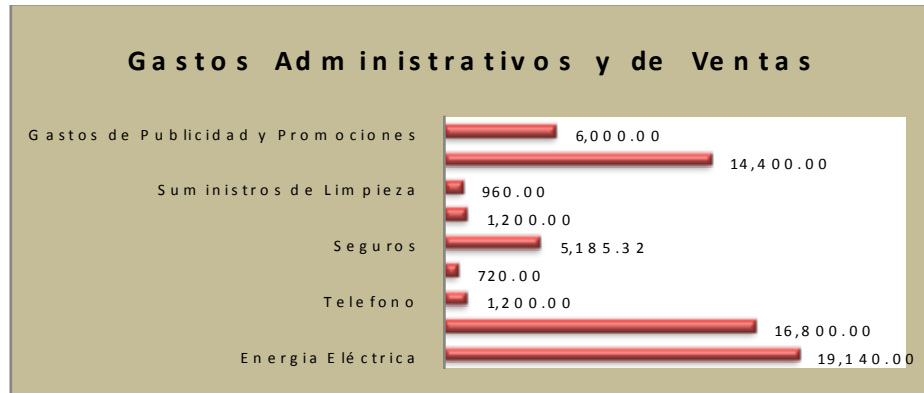 Gastos Administrativos y de Ventas
Gastos de Publicidad y Promociones 6,000.00
14,400.00
Suministros de Limpieza 960.00
1,200.00
Seguros 5,185.32
720.00
Telefono 1,200.00
16,800.00
Energia Eléctrica 19,140.00